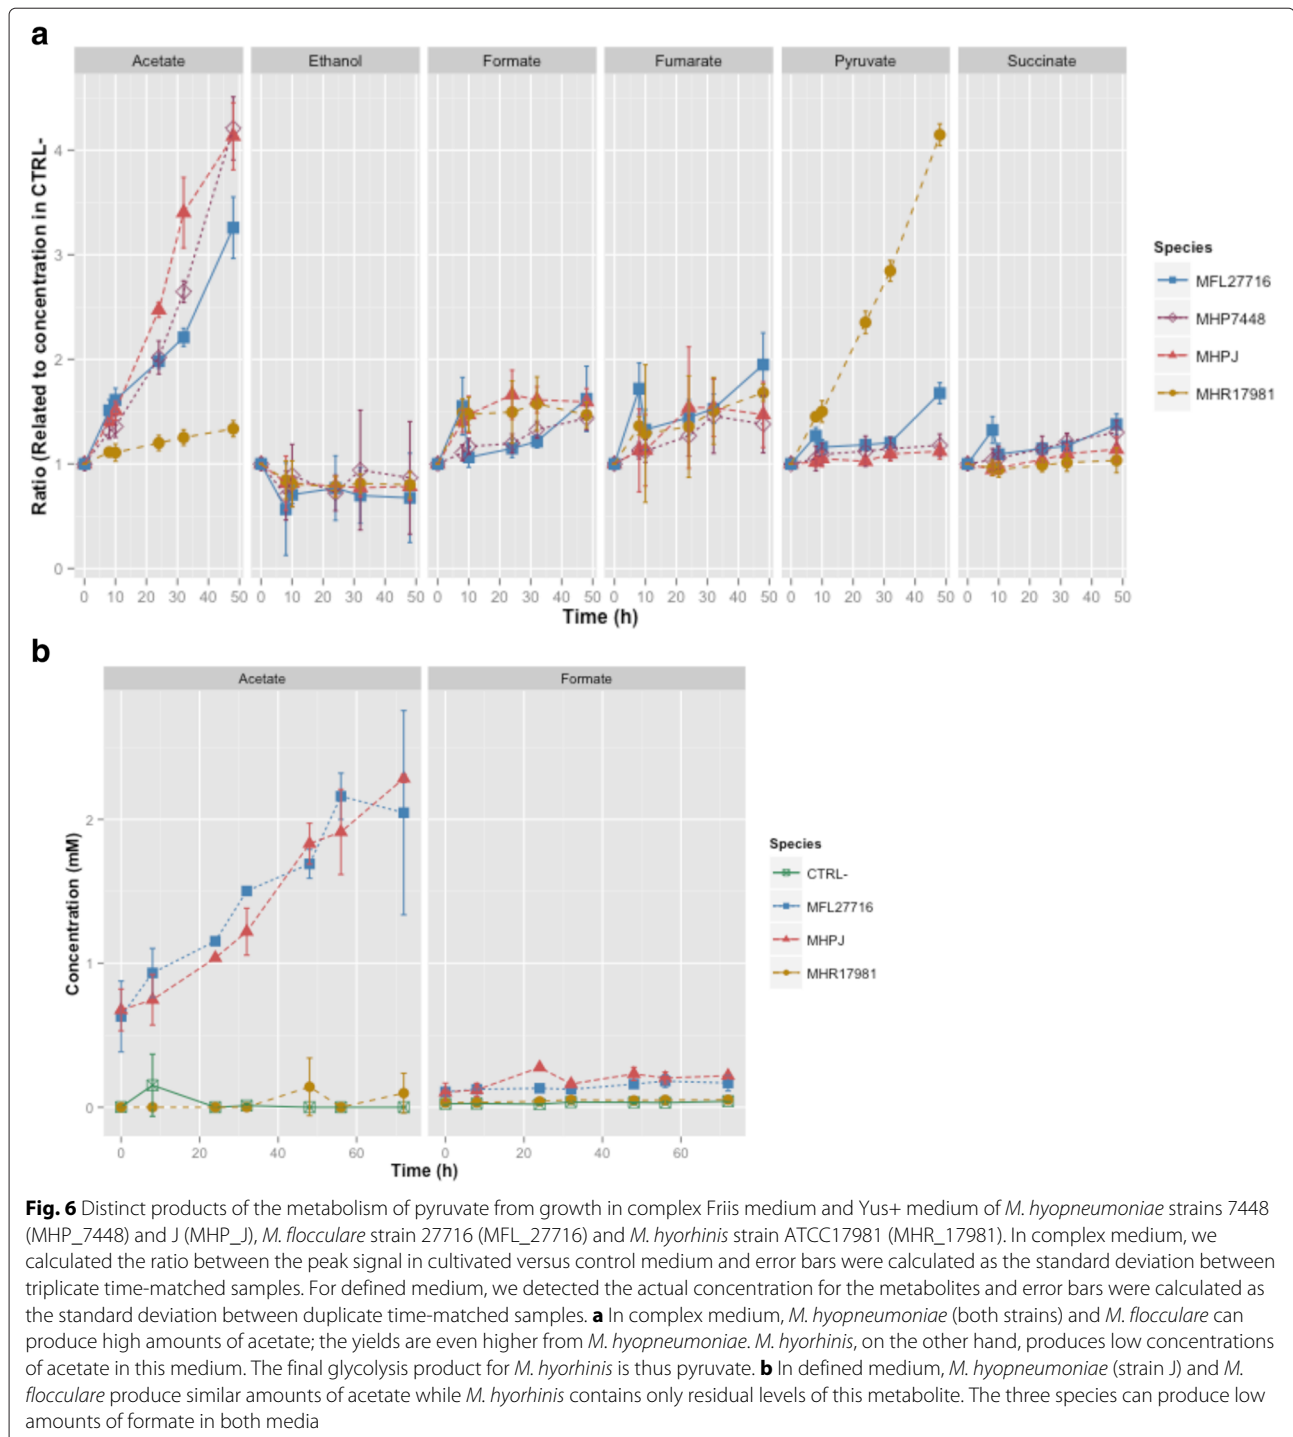 a
Acetate Ethanol Formate Fumarate Pyruvate Succinate
Ratio (Related to concentration in CTRL-
4
3
2
1
0
0 10 20 30 40 50 0 10 20 30 40 50 0 10 20 30 40 50 0 10 20 30 40 50 0 10 20 30 40 50 0 10 20 30 40 50
Time (h)
Species
MFL27716
MHP7448
MHPJ
MHR17981
b
Acetate Formate
Concentration (mM)
2
1
0
0 20 40 60 0 20 40 60
Time (h)
Species
CTRL-
MFL27716
MHPJ
MHR17981
Fig. 6 Distinct products of the metabolism of pyruvate from growth in complex Friis medium and Yus+ medium of M. hyopneumoniae strains 7448
(MHP_7448) and J (MHP_J), M. flocculare strain 27716 (MFL_27716) and M. hyorhinis strain ATCC17981 (MHR_17981). In complex medium, we
calculated the ratio between the peak signal in cultivated versus control medium and error bars were calculated as the standard deviation between
triplicate time-matched samples. For defined medium, we detected the actual concentration for the metabolites and error bars were calculated as
the standard deviation between duplicate time-matched samples. a In complex medium, M. hyopneumoniae (both strains) and M. flocculare can
produce high amounts of acetate; the yields are even higher from M. hyopneumoniae. M. hyorhinis, on the other hand, produces low concentrations
of acetate in this medium. The final glycolysis product for M. hyorhinis is thus pyruvate. b In defined medium, M. hyopneumoniae (strain J) and M.
flocculare produce similar amounts of acetate while M. hyorhinis contains only residual levels of this metabolite. The three species can produce low
amounts of formate in both media